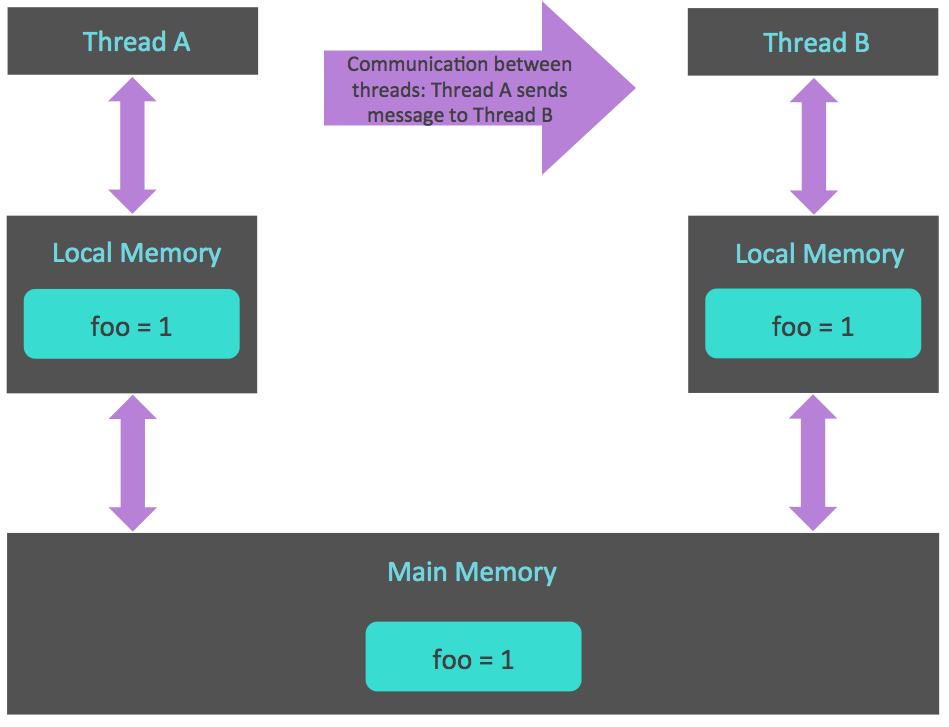 Thread A
Communication between
threads: Thread A sends
message to Thread B
Thread B
Local Memory
foo = 1
Local Memory
foo = 1
Main Memory
foo = 1